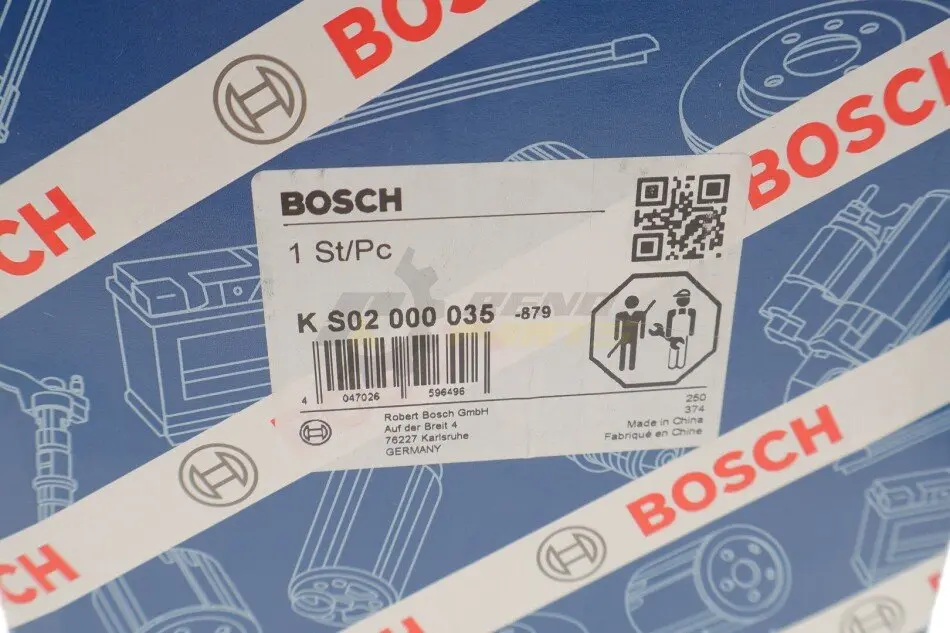 BOSCH
BOSCH
BOSCH
BOSCH
1 St/Pc
K S02 000 035 -879
4 047026 596496
Robert Bosch GmbH
Auf der Breit 4
76227 Karlsruhe
GERMANY
250
374
Made in China
Fabriqué en Chine
BOSCH